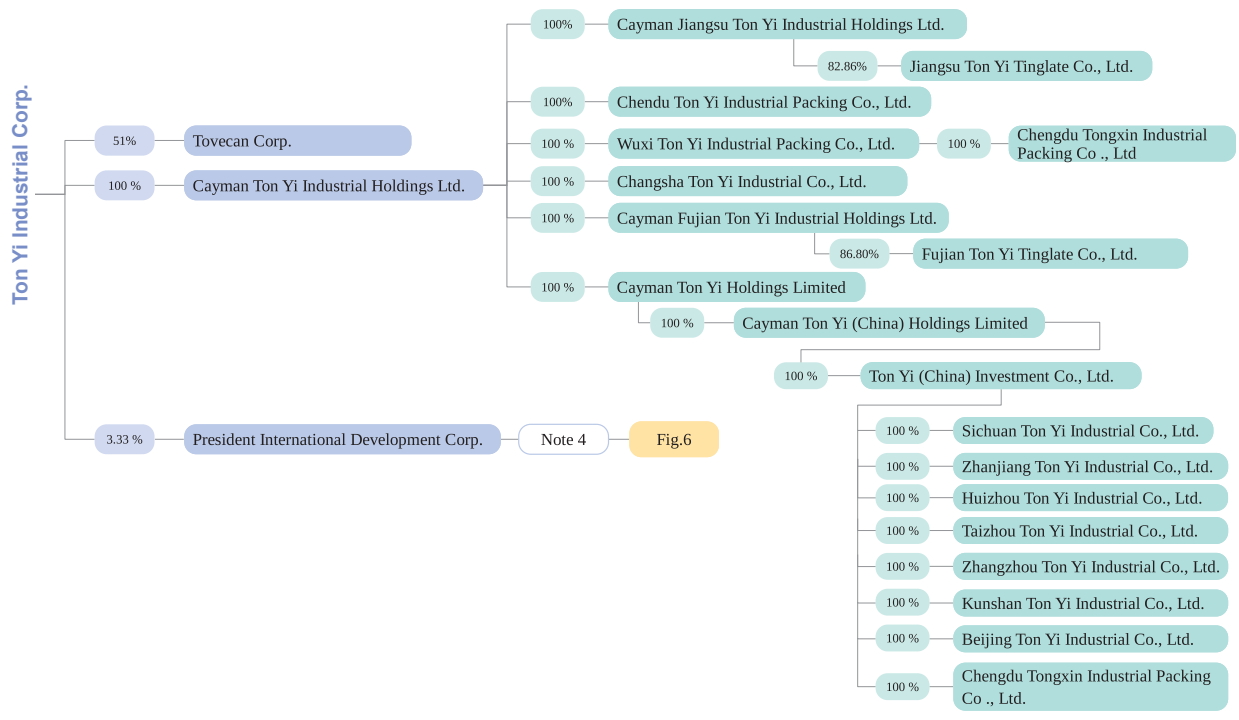 Ton Yi Industrial Corp.
100%
Cayman Jiangsu Ton Yi Industrial Holdings Ltd.
82.86%
Jiangsu Ton Yi Tinglate Co., Ltd.
100%
Chendu Ton Yi Industrial Packing Co., Ltd.
51%
Tovecan Corp.
100 %
Wuxi Ton Yi Industrial Packing Co., Ltd.
100 %
Chengdu Tongxin Industrial
Packing Co ., Ltd
100 %
Cayman Ton Yi Industrial Holdings Ltd.
100 %
Changsha Ton Yi Industrial Co., Ltd.
100 %
Cayman Fujian Ton Yi Industrial Holdings Ltd.
86.80%
Fujian Ton Yi Tinglate Co., Ltd.
100 %
Cayman Ton Yi Holdings Limited
100 %
Cayman Ton Yi (China) Holdings Limited
100 %
Ton Yi (China) Investment Co., Ltd.
3.33 %
President International Development Corp.
Note 4
Fig.6
100 %
Sichuan Ton Yi Industrial Co., Ltd.
100 %
Zhanjiang Ton Yi Industrial Co., Ltd.
100 %
Huizhou Ton Yi Industrial Co., Ltd.
100 %
Taizhou Ton Yi Industrial Co., Ltd.
100 %
Zhangzhou Ton Yi Industrial Co., Ltd.
100 %
Kunshan Ton Yi Industrial Co., Ltd.
100 %
Beijing Ton Yi Industrial Co., Ltd.
100 %
Chengdu Tongxin Industrial Packing
Co ., Ltd.